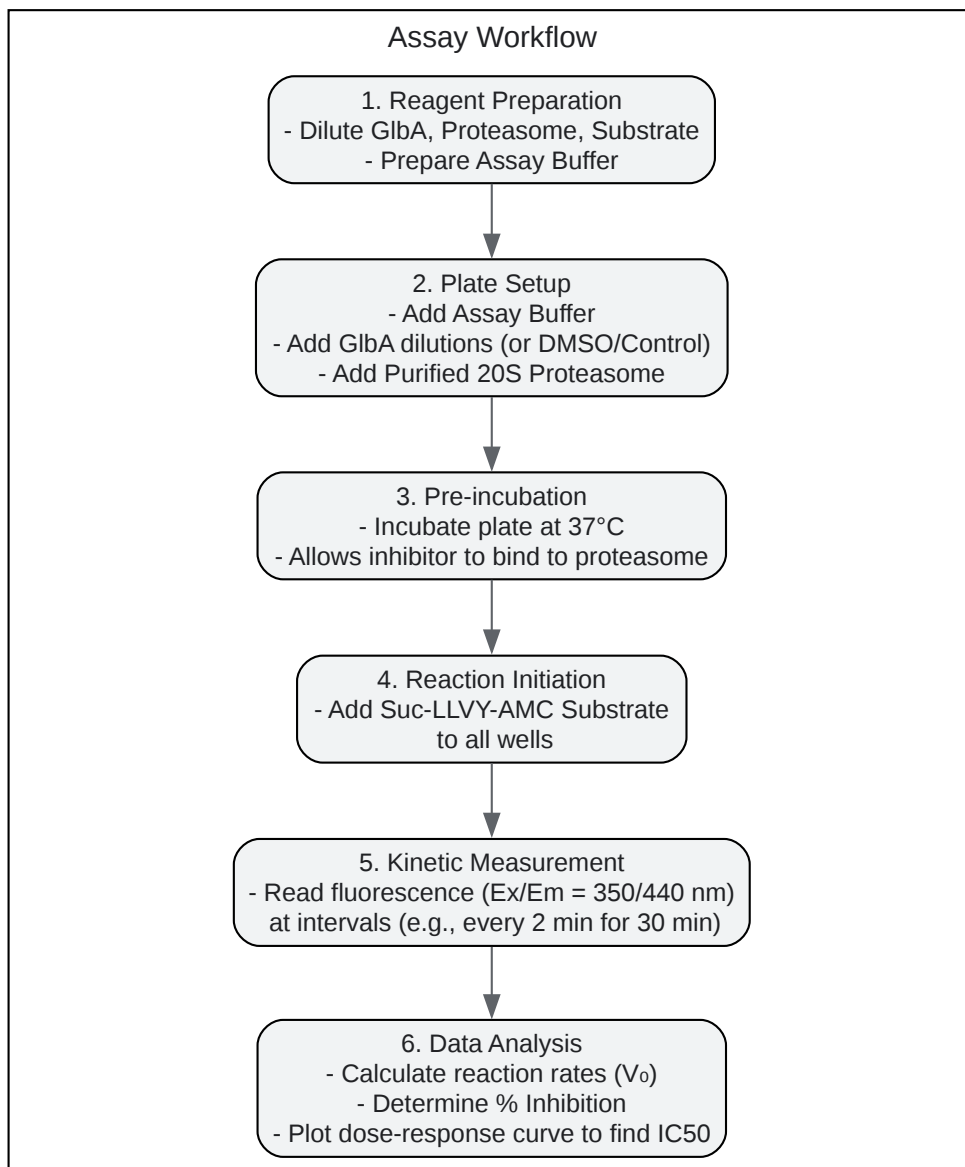 Assay Workflow
1. Reagent Preparation
- Dilute GlbA, Proteasome, Substrate
- Prepare Assay Buffer
2. Plate Setup
- Add Assay Buffer
- Add GlbA dilutions (or DMSO/Control)
- Add Purified 20S Proteasome
3. Pre-incubation
- Incubate plate at 37°C
- Allows inhibitor to bind to proteasome
4. Reaction Initiation
- Add Suc-LLVY-AMC Substrate
to all wells
5. Kinetic Measurement
- Read fluorescence (Ex/Em = 350/440 nm)
at intervals (e.g., every 2 min for 30 min)
6. Data Analysis
- Calculate reaction rates (V₀)
- Determine % Inhibition
- Plot dose-response curve to find IC50